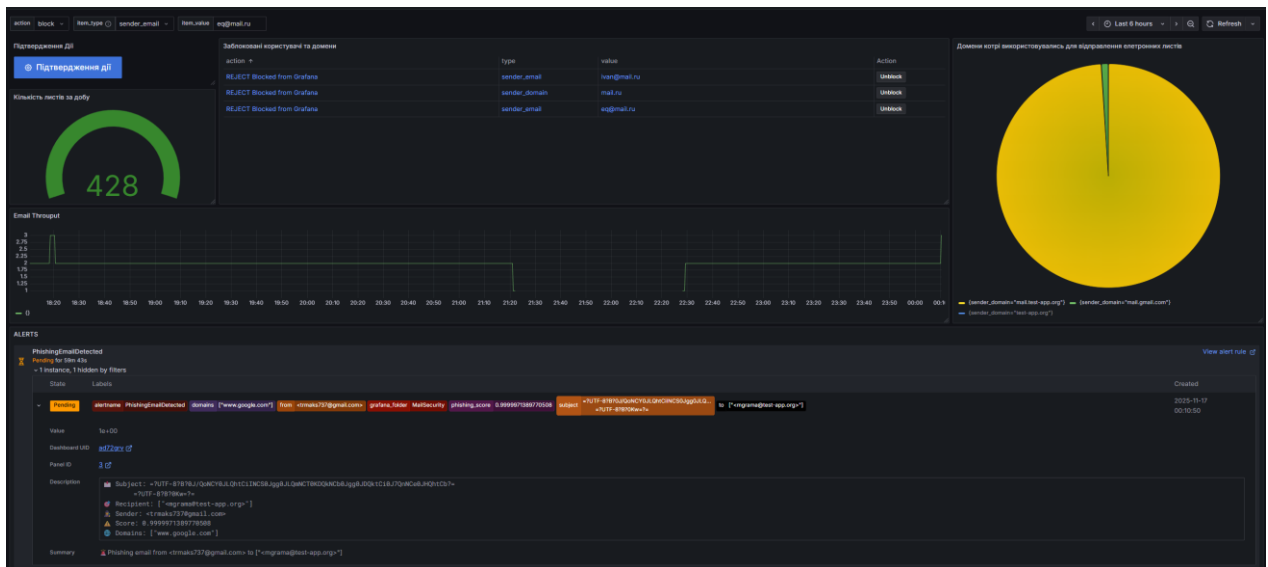 action block
Item_type sender_email
Item_value eq@mail.ru
Last 6 hours
Refresh
Підтвердження Дії
Підтвердження дії
Кількість листів за добу
428
Заблоковані користувачі та домени
action type value Action
REJECT Blocked from Grafana sender_email ivan@mail.ru Unblock
REJECT Blocked from Grafana sender_domain mail.ru Unblock
REJECT Blocked from Grafana sender_email eq@mail.ru Unblock
Домени котрі використовувались для відправлення елетронних листів
{sender_domain="mail.test-app.org"} {sender_domain="mail.gmail.com"}
{sender_domain="test-app.org"}
Email Throuput
3
2.75
2.5
2.25
2
1.75
1.5
1.25
1
18:20 18:30 18:40 18:50 19:00 19:10 19:20 19:30 19:40 19:50 20:00 20:10 20:20 20:30 20:40 20:50 21:00 21:10 21:20 21:30 21:40 21:50 22:00 22:10 22:20 22:30 22:40 22:50 23:00 23:10 23:20 23:30 23:40 23:50 00:00
{}
ALERTS
PhishingEmailDetected
View alert rule
Pending for 59m 43s
1 instance, 1 hidden by filters
State Labels Created
Pending alertname PhishingEmailDetected domains ["www.google.com"] from <trmaks737@gmail.com> grafana_folder MailSecurity phishing_score 0.9999971389770508 subject to ["<mgrama@test-app.org>"]
=?UTF-8?B?0Kw=?=
2025-11-17
00:10:50
Value 1e+00
Dashboard UID ad72qrv
Panel ID 3
Description
Subject:
=?UTF-8?B?0Kw=?=
Recipient: ['<mgrama@test-app.org>']
Sender: <trmaks737@gmail.com>
Score: 0.9999971389770508
Domains: ['www.google.com']
Summary Phishing email from <trmaks737@gmail.com> to ["<mgrama@test-app.org>"]